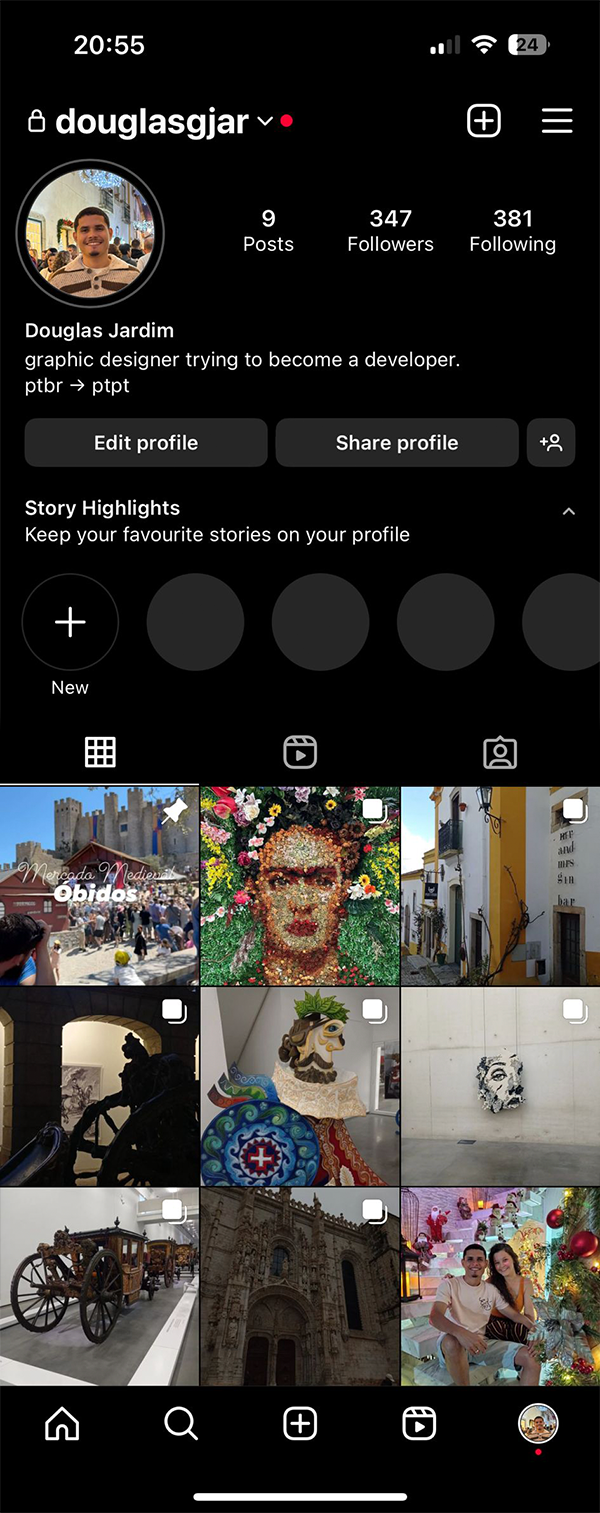 20:55
24
douglasgjar
9
Posts
347
Followers
381
Following
Douglas Jardim
graphic designer trying to become a developer.
ptbr → ptpt
Edit profile
Share profile
Story Highlights
Keep your favourite stories on your profile
New
Mercado Medieval
Óbidos
mr
and
mrs
gin
bar